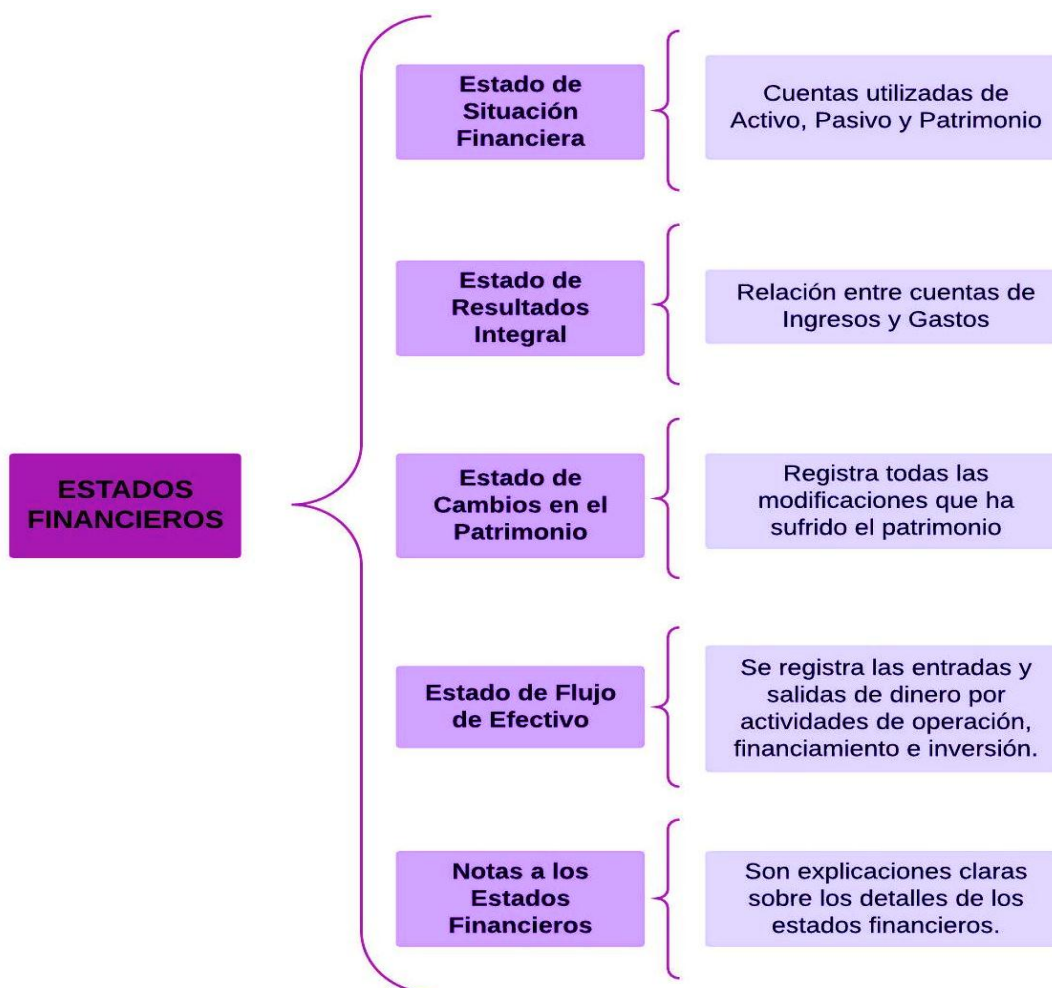 ESTADOS
FINANCIEROS
Estado de
Situación
Financiera
Cuentas utilizadas de
Activo, Pasivo y Patrimonio
Estado de
Resultados
Integral
Relación entre cuentas de
Ingresos y Gastos
Estado de
Cambios en el
Patrimonio
Registra todas las
modificaciones que ha
sufrido el patrimonio
Estado de Flujo
de Efectivo
Se registra las entradas y
salidas de dinero por
actividades de operación,
financiamiento e inversión.
Notas a los
Estados
Financieros
Son explicaciones claras
sobre los detalles de los
estados financieros.